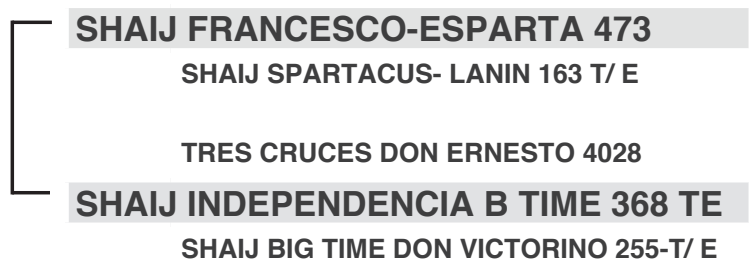 SHAIJ FRANCESCO-ESPARTA 473
SHAIJ SPARTACUS- LANIN 163 T/ E
TRES CRUCES DON ERNESTO 4028
SHAIJ INDEPENDENCIA B TIME 368 TE
SHAIJ BIG TIME DON VICTORINO 255-T/ E